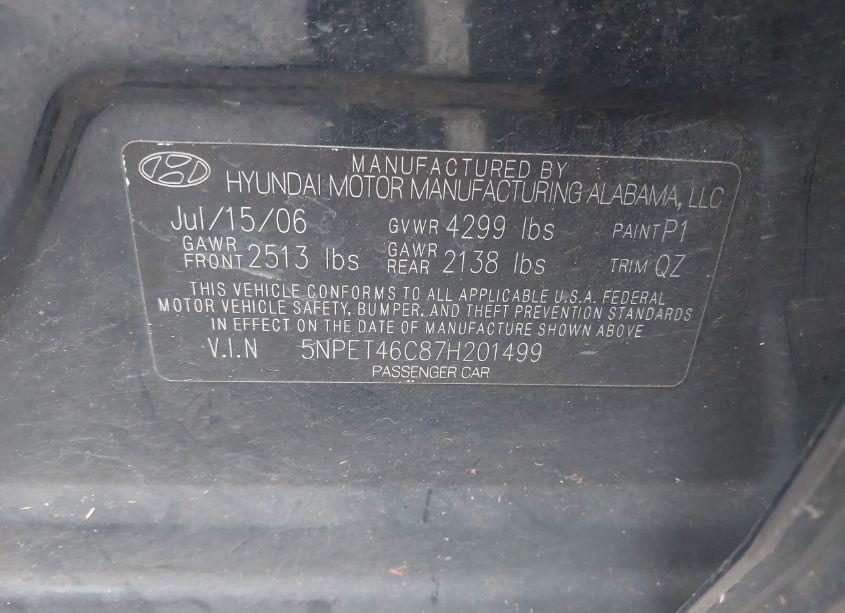 MANUFACTURED BY
HYUNDAI MOTOR MANUFACTURING ALABAMA, LLC
Jul/15/06 GVWR 4299 lbs PAINT P1
GAWR FRONT 2513 lbs GAWR REAR 2138 lbs TRIM QZ
THIS VEHICLE CONFORMS TO ALL APPLICABLE U.S.A. FEDERAL
MOTOR VEHICLE SAFETY, BUMPER, AND THEFT PREVENTION STANDARDS
IN EFFECT ON THE DATE OF MANUFACTURE SHOWN ABOVE
V.I.N 5NPET46C87H201499
PASSENGER CAR